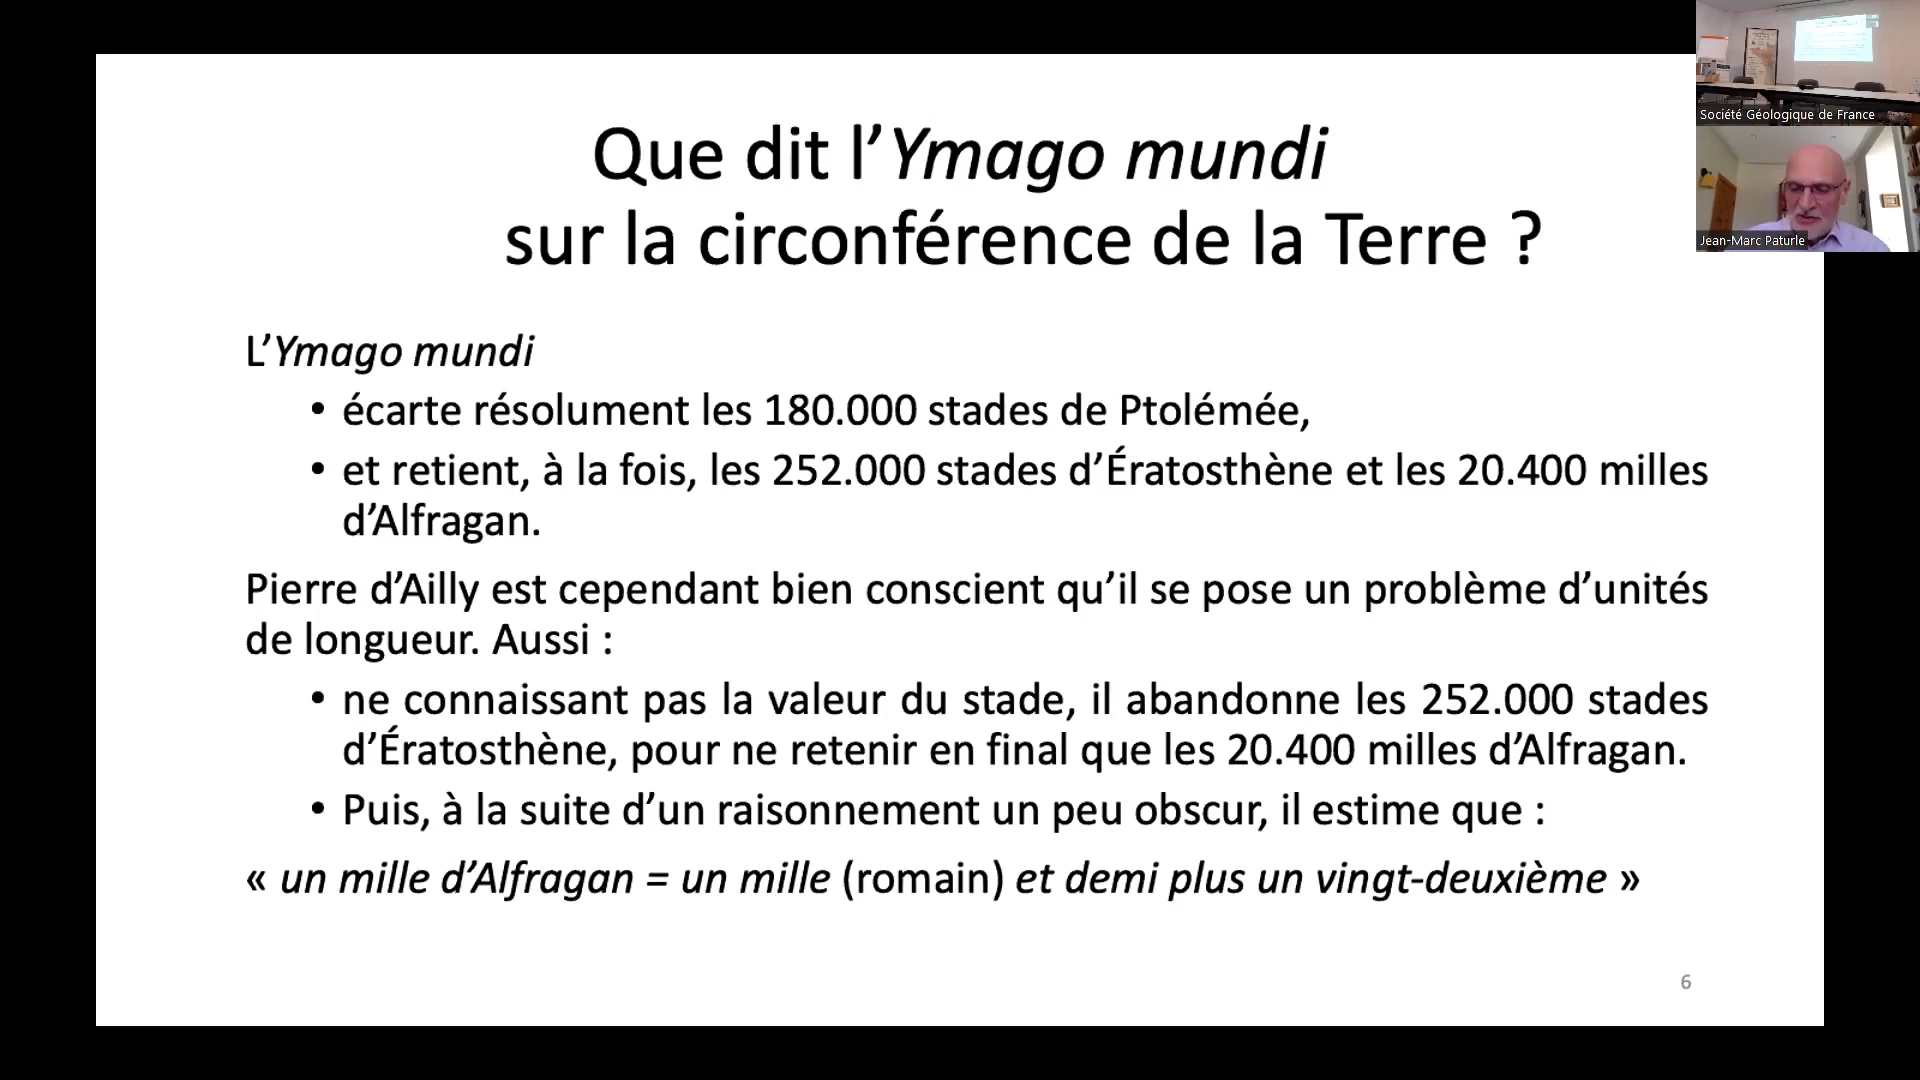 Que dit l’Ymago mundi
sur la circonférence de la Terre ?
L’Ymago mundi
• écarte résolument les 180.000 stades de Ptolémée,
• et retient, à la fois, les 252.000 stades d’Ératosthène et les 20.400 milles
d’Alfragan.
Pierre d’Ailly est cependant bien conscient qu’il se pose un problème d’unités
de longueur. Aussi :
• ne connaissant pas la valeur du stade, il abandonne les 252.000 stades
d’Ératosthène, pour ne retenir en final que les 20.400 milles d’Alfragan.
• Puis, à la suite d’un raisonnement un peu obscur, il estime que :
« un mille d’Alfragan = un mille (romain) et demi plus un vingt-deuxième »
6
Société Géologique de France
Jean-Marc Paturle